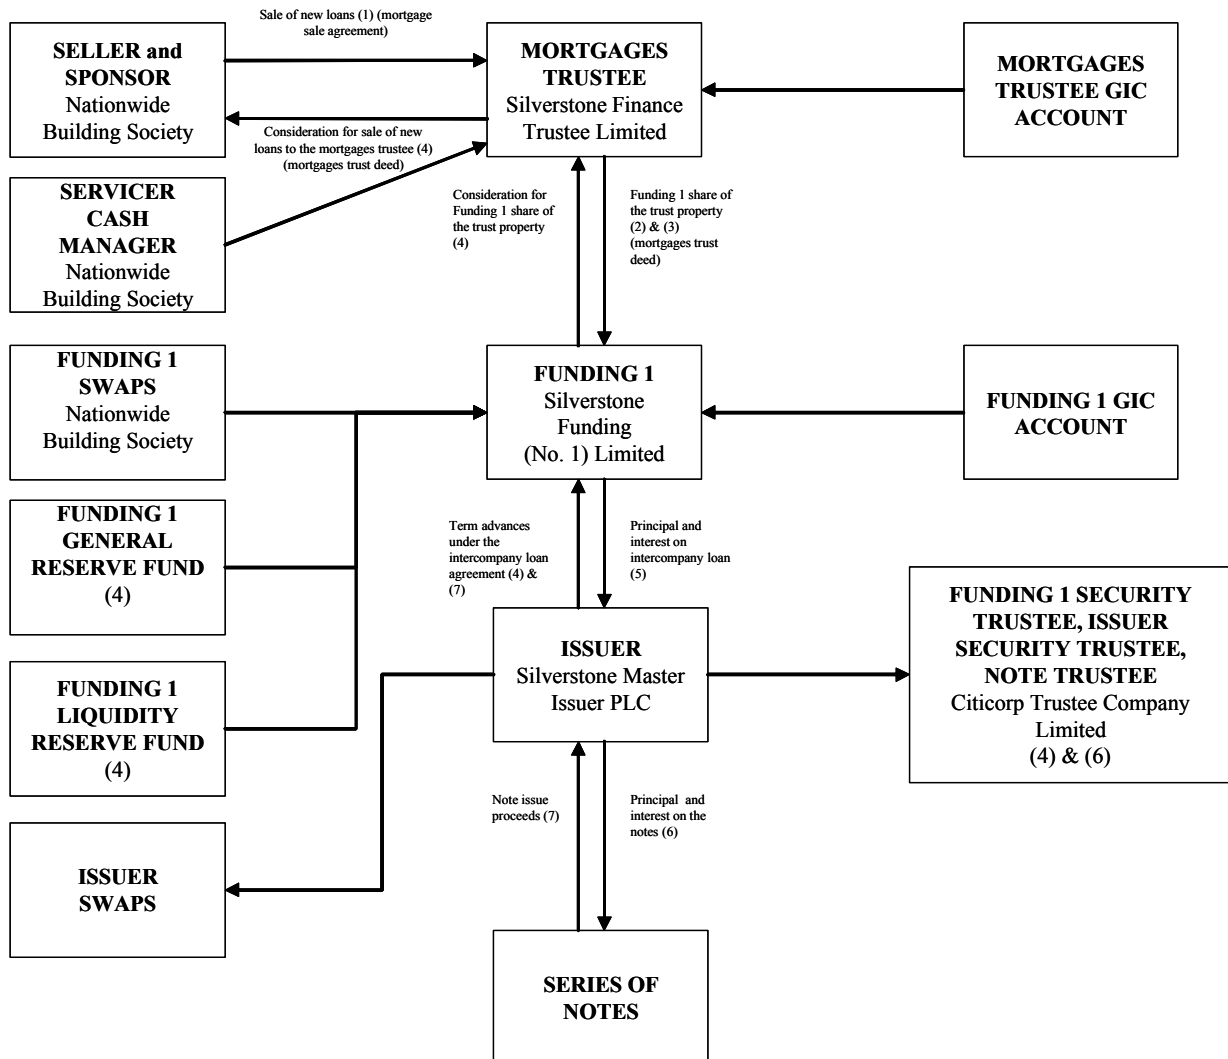 Sale of new loans (1) (mortgage
sale agreement)
SELLER and
SPONSOR
Nationwide
Building Society
MORTGAGES
TRUSTEE
Silverstone Finance
Trustee Limited
MORTGAGES
TRUSTEE GIC
ACCOUNT
Consideration for sale of new
loans to the mortgages trustee (4)
(mortgages trust deed)
SERVICER
CASH
MANAGER
Nationwide
Building Society
Consideration for
Funding 1 share of
the trust property
(4)
Funding 1 share of
the trust property
(2) & (3)
(mortgages trust
deed)
FUNDING 1
SWAPS
Nationwide
Building Society
FUNDING 1
Silverstone
Funding
(No. 1) Limited
FUNDING 1 GIC
ACCOUNT
FUNDING 1
GENERAL
RESERVE FUND
(4)
Term advances
under the
intercompany loan
agreement (4) &
(7)
Principal and
interest on
intercompany loan
(5)
FUNDING 1 SECURITY
TRUSTEE, ISSUER
SECURITY TRUSTEE,
NOTE TRUSTEE
Citicorp Trustee Company
Limited
(4) & (6)
ISSUER
Silverstone Master
Issuer PLC
FUNDING 1
LIQUIDITY
RESERVE FUND
(4)
Note issue
proceeds (7)
Principal and
interest on the
notes (6)
ISSUER
SWAPS
SERIES OF
NOTES